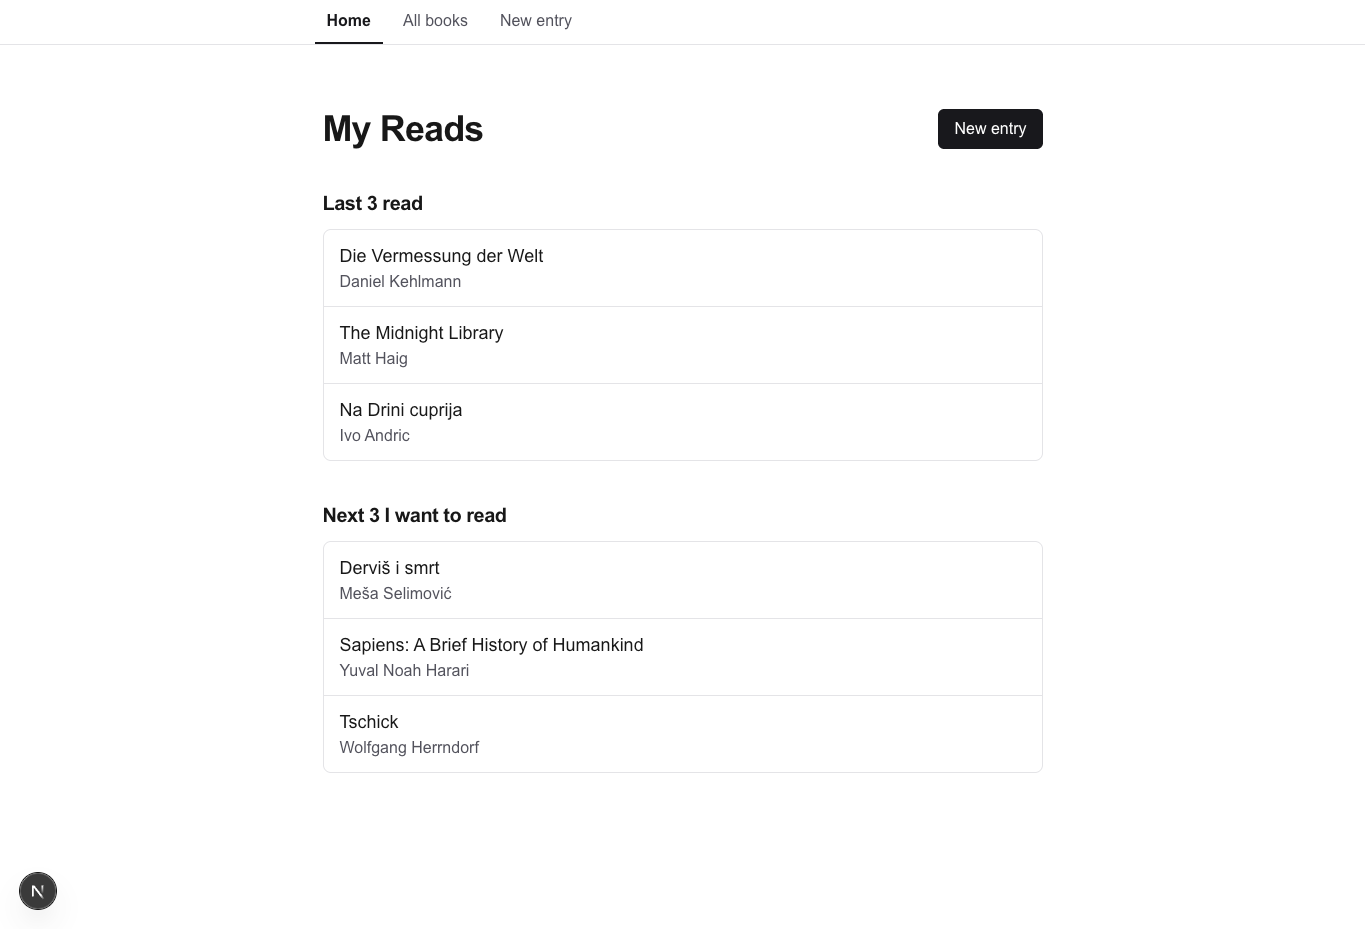 Home
All books
New entry
My Reads
New entry
Last 3 read
Die Vermessung der Welt
Daniel Kehlmann
The Midnight Library
Matt Haig
Na Drini cuprija
Ivo Andric
Next 3 I want to read
Derviš i smrt
Meša Selimović
Sapiens: A Brief History of Humankind
Yuval Noah Harari
Tschick
Wolfgang Herrndorf
N